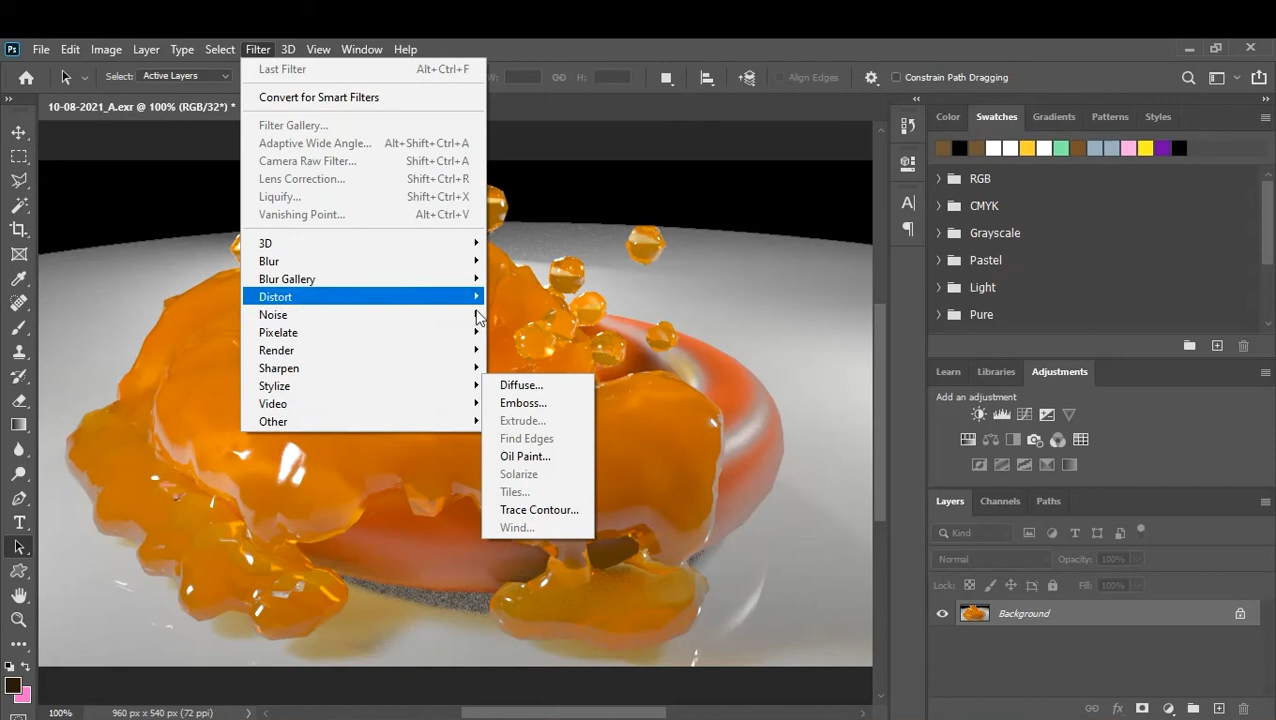 Ps File Edit Image Layer Type Select Filter 3D View Window Help
Select: Active Layers Align Edges Constrain Path Dragging
10-08-2021_A.exr @ 100% (RGB/32*) *
Last Filter Alt+Ctrl+F
Convert for Smart Filters
Filter Gallery...
Adaptive Wide Angle... Alt+Shift+Ctrl+A
Camera Raw Filter... Shift+Ctrl+A
Lens Correction... Shift+Ctrl+R
Liquify... Shift+Ctrl+X
Vanishing Point... Alt+Ctrl+V
3D
Blur
Blur Gallery
Distort
Noise
Pixelate
Render
Sharpen
Stylize
Video
Other
Diffuse...
Emboss...
Extrude...
Find Edges
Oil Paint...
Solarize
Tiles...
Trace Contour...
Wind...
Color Swatches Gradients Patterns Styles
RGB
CMYK
Grayscale
Pastel
Light
Pure
Learn Libraries Adjustments
Add an adjustment
Layers Channels Paths
Kind
Normal Opacity: 100%
Lock: Fill: 100%
Background
100% 960 px x 540 px (72 ppi)